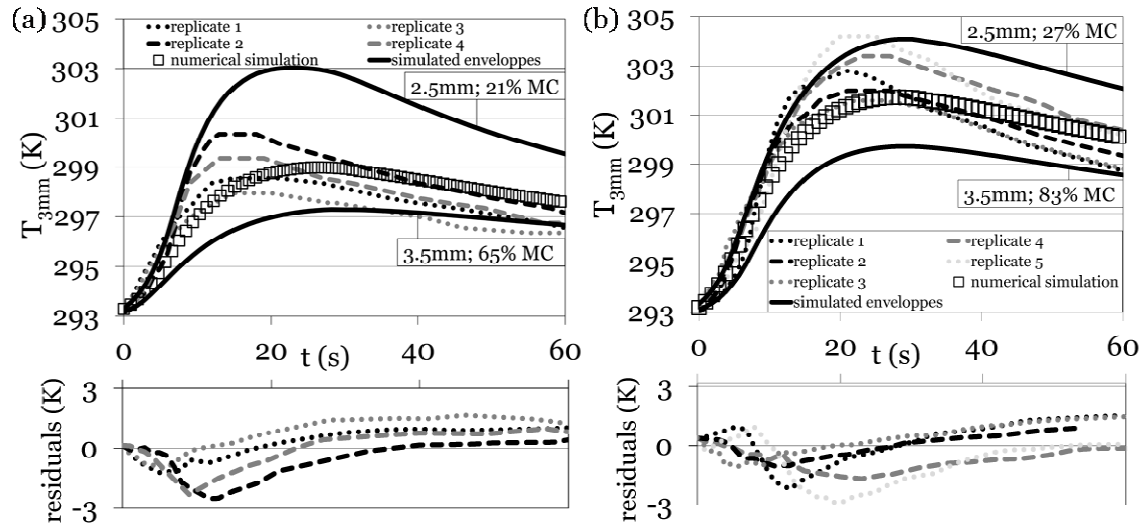 (a)
305
303
301
299
297
295
293
T3mm (K)
replicate 1
replicate 3
replicate 2
replicate 4
numerical simulation
simulated enveloppes
2.5mm; 21% MC
3.5mm; 65% MC
0
20
40
60
t (s)
3
0
-3
residuals (K)
(b)
305
303
301
299
297
295
293
T3mm (K)
2.5mm; 27% MC
3.5mm; 83% MC
replicate 1
replicate 4
replicate 2
replicate 5
replicate 3
numerical simulation
simulated enveloppes
0
20
40
60
t (s)
3
0
-3
residuals (K)